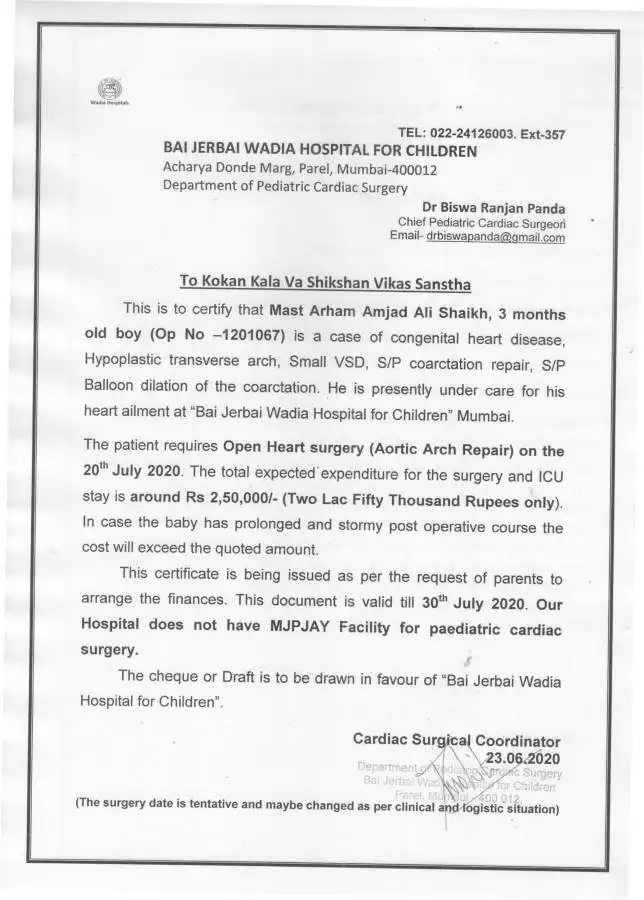 Wadia Hospitals
TEL: 022-24126003. Ext-357
BAI JERBAI WADIA HOSPITAL FOR CHILDREN
Acharya Donde Marg, Parel, Mumbai-400012
Department of Pediatric Cardiac Surgery
Dr Biswa Ranjan Panda
Chief Pediatric Cardiac Surgeon
Email- drbiswapanda@gmail.com
To Kokan Kala Va Shikshan Vikas Sanstha
This is to certify that Mast Arham Amjad Ali Shaikh, 3 months
old boy (Op No –1201067) is a case of congenital heart disease,
Hypoplastic transverse arch, Small VSD, S/P coarctation repair, S/P
Balloon dilation of the coarctation. He is presently under care for his
heart ailment at “Bai Jerbai Wadia Hospital for Children” Mumbai.
The patient requires Open Heart surgery (Aortic Arch Repair) on the
20th July 2020. The total expected expenditure for the surgery and ICU
stay is around Rs 2,50,000/- (Two Lac Fifty Thousand Rupees only).
In case the baby has prolonged and stormy post operative course the
cost will exceed the quoted amount.
This certificate is being issued as per the request of parents to
arrange the finances. This document is valid till 30th July 2020. Our
Hospital does not have MJPJAY Facility for paediatric cardiac
surgery.
The cheque or Draft is to be drawn in favour of “Bai Jerbai Wadia
Hospital for Children”.
Cardiac Surgical Coordinator
23.06.2020
Department of Pediatric Cardiac Surgery
Bai Jerbai Wadia Hospital for Children
Parel, Mumbai - 400 012.
(The surgery date is tentative and maybe changed as per clinical and logistic situation)